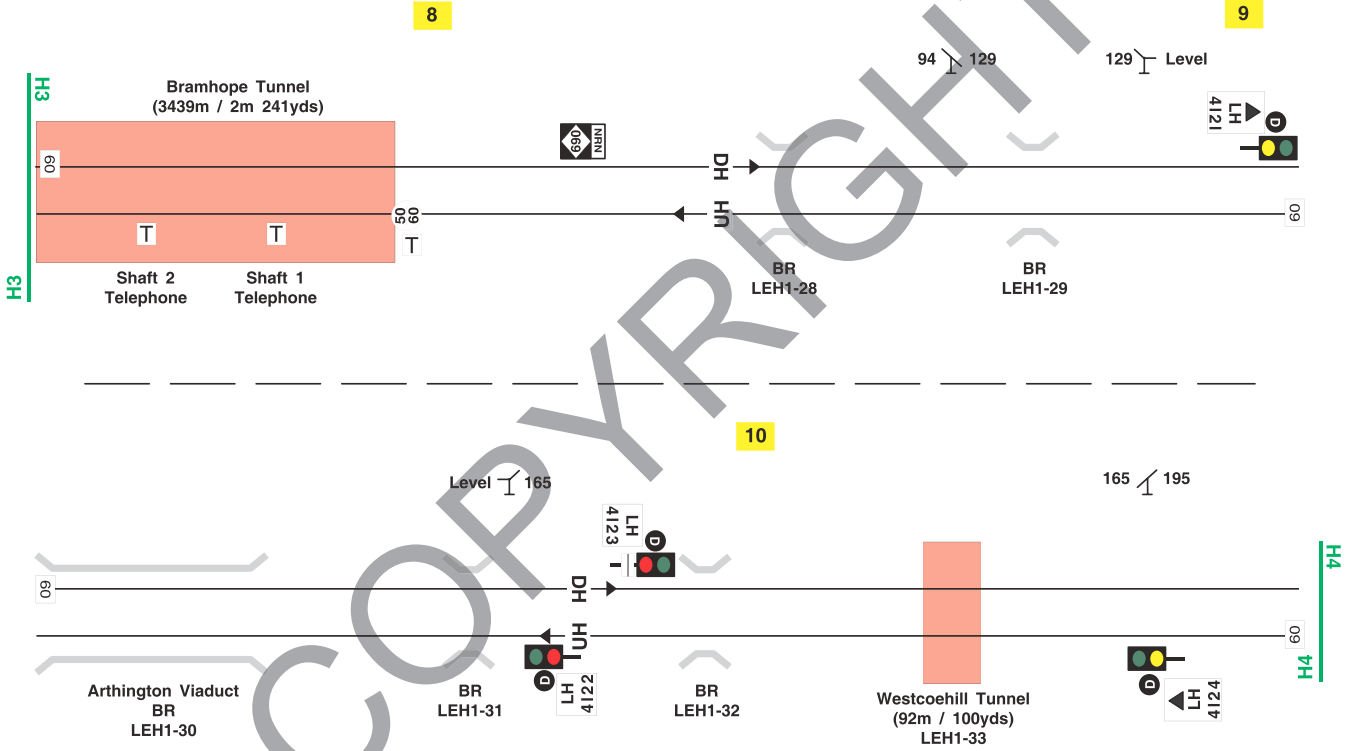 8
9
94 129
129 Level
H3
Bramhope Tunnel
(3439m / 2m 241yds)
LH
4121
D
NRN
090
60
DH
UH
50
60
60
T
T
T
H3
Shaft 2
Telephone
Shaft 1
Telephone
BR
LEH1-28
BR
LEH1-29
10
Level 165
165 195
LH
4123
D
H4
60
DH
UH
60
H4
D
LH
4122
D
LH
4124
Arthington Viaduct
BR
LEH1-30
BR
LEH1-31
BR
LEH1-32
Westcoehill Tunnel
(92m / 100yds)
LEH1-33
COPYRIGHT